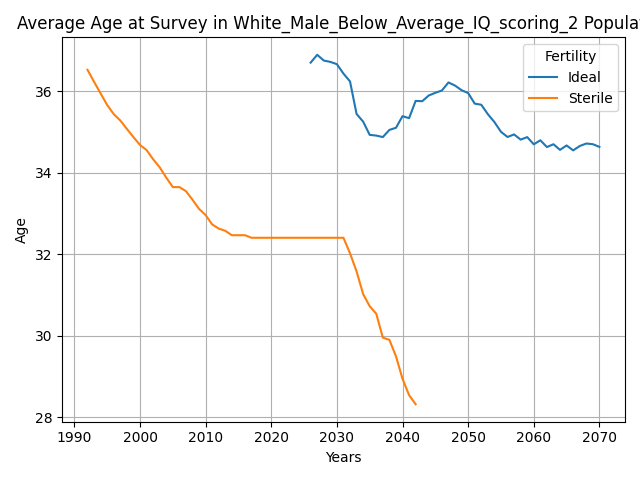 Average Age at Survey in White_Male_Below_Average_IQ_scoring_2 Popula
Fertility
Ideal
Sterile
Age
36
34
32
30
28
1990 2000 2010 2020 2030 2040 2050 2060 2070
Years